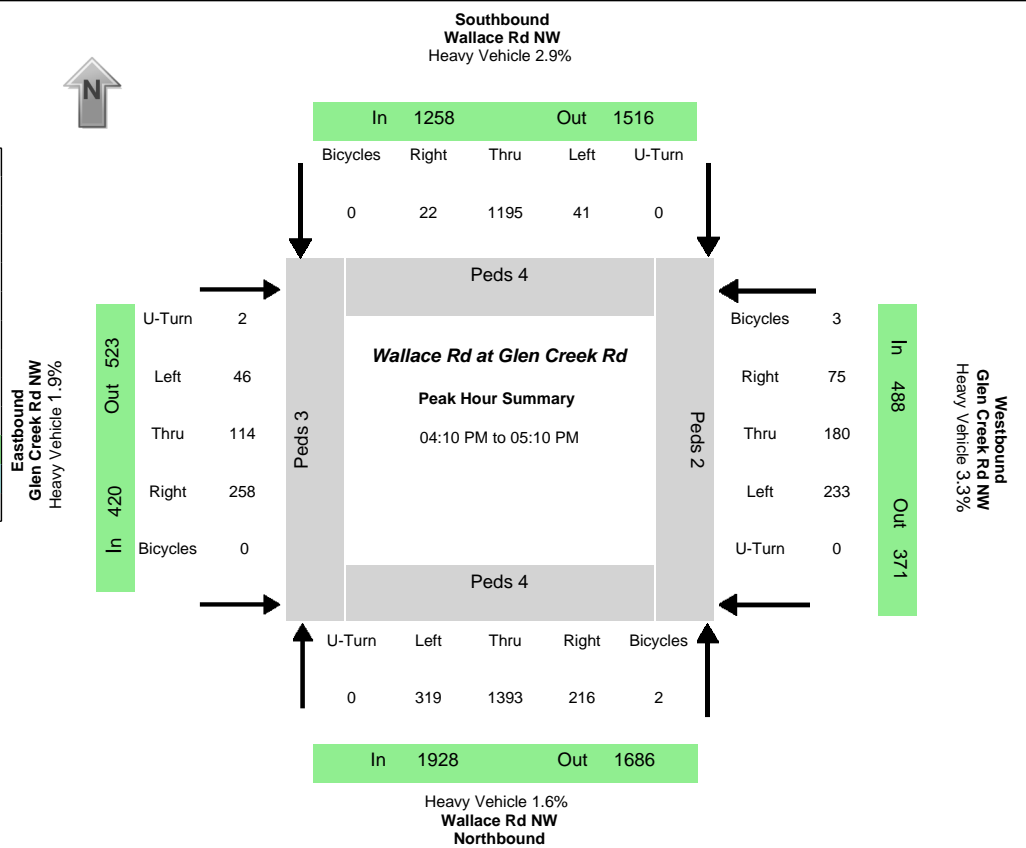 Southbound
Wallace Rd NW
Heavy Vehicle 2.9%
N
In 1258 Out 1516
Bicycles Right Thru Left U-Turn
0 22 1195 41 0
Peds 4
Eastbound
Glen Creek Rd NW
Heavy Vehicle 1.9%
In 420 Out 523
U-Turn 2
Left 46
Thru 114
Right 258
Bicycles 0
Peds 3
Wallace Rd at Glen Creek Rd
Peak Hour Summary
04:10 PM to 05:10 PM
Peds 2
Bicycles 3
Right 75
Thru 180
Left 233
U-Turn 0
In 488 Out 371
Westbound
Glen Creek Rd NW
Heavy Vehicle 3.3%
Peds 4
U-Turn Left Thru Right Bicycles
0 319 1393 216 2
In 1928 Out 1686
Heavy Vehicle 1.6%
Wallace Rd NW
Northbound